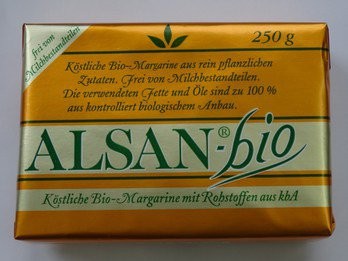 frei von
Milchbestandteilen
250 g
Köstliche Bio-Margarine aus rein pflanzlichen
Zutaten. Frei von Milchbestandteilen.
Die verwendeten Fette und Öle sind zu 100 %
aus kontrolliert biologischem Anbau.
ALSAN®-bio
Köstliche Bio-Margarine mit Rohstoffen aus kbA